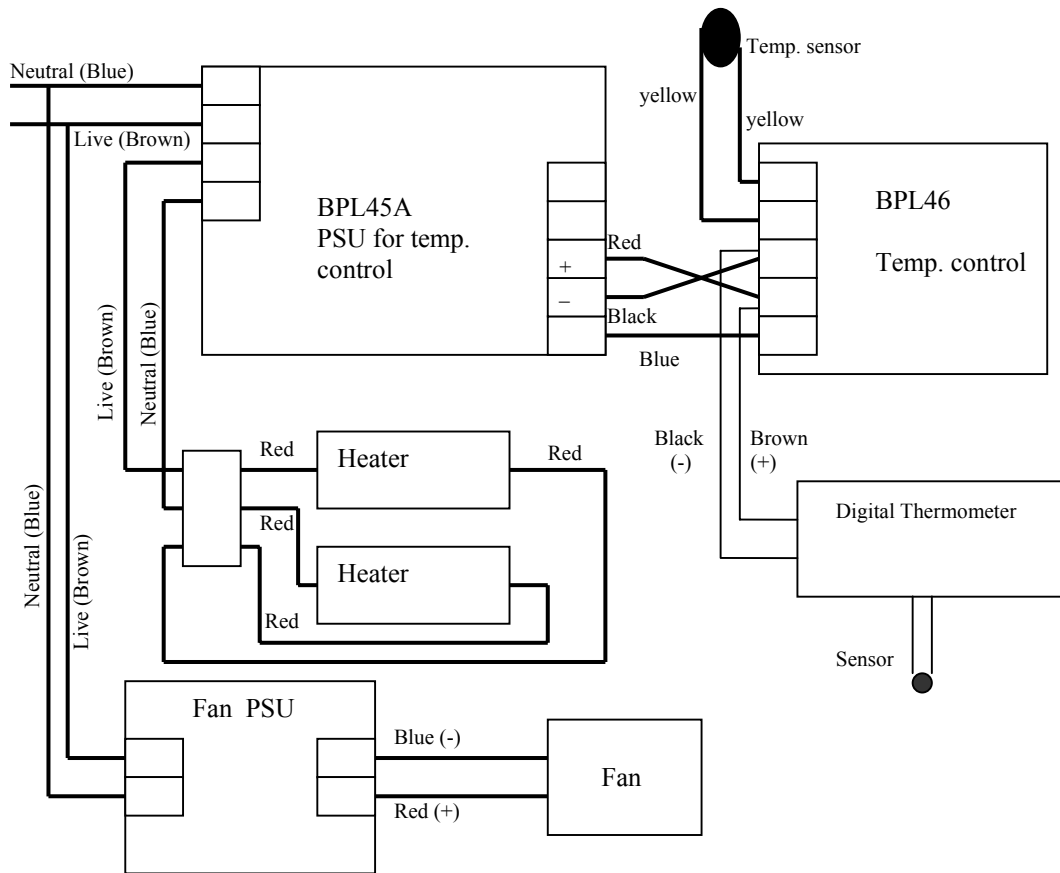 Neutral (Blue)
Live (Brown)
Temp. sensor
yellow
yellow
BPL45A
PSU for temp.
control
+
–
Red
Black
Blue
BPL46
Temp. control
Live (Brown)
Neutral (Blue)
Red
Heater
Red
Red
Heater
Red
Black
(-)
Brown
(+)
Digital Thermometer
Sensor
Neutral (Blue)
Live (Brown)
Fan PSU
Blue (-)
Red (+)
Fan